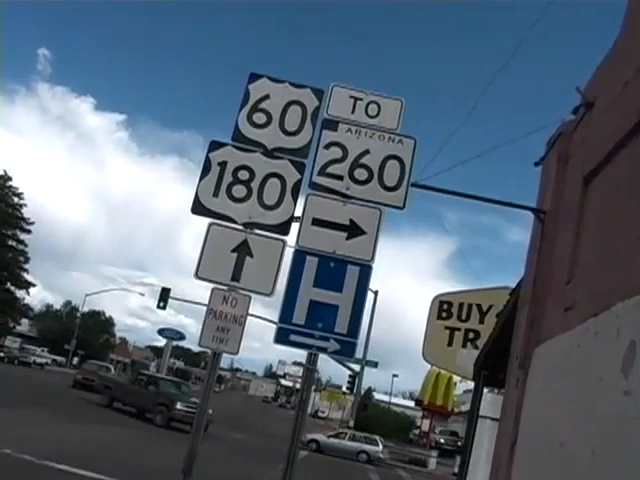 60
180
TO
ARIZONA
260
H
NO
PARKING
ANY
TIME
BUY
TR